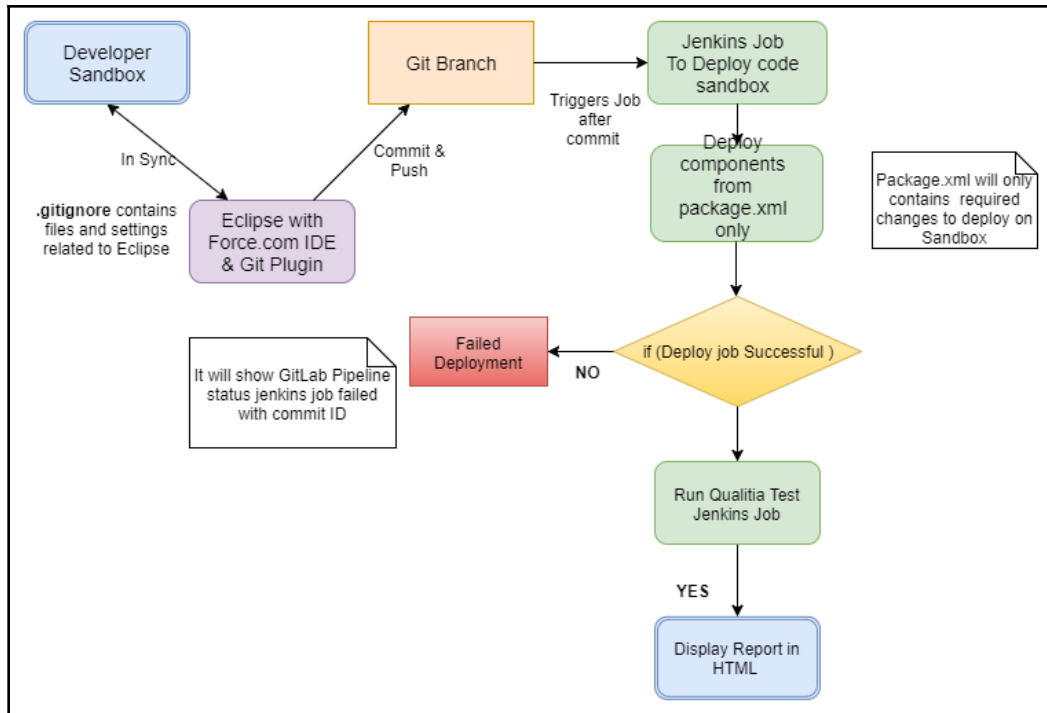 Developer
Sandbox
Git Branch
Jenkins Job
To Deploy code
sandbox
Triggers Job
after
commit
In Sync
Commit &
Push
Deploy
components
from
package.xml
only
Package.xml will only
contains required
changes to deploy on
Sandbox
.gitignore contains
files and settings
related to Eclipse
Eclipse with
Force.com IDE
& Git Plugin
Failed
Deployment
if (Deploy job Successful )
NO
It will show GitLab Pipeline
status jenkins job failed
with commit ID
Run Qualitia Test
Jenkins Job
YES
Display Report in
HTML